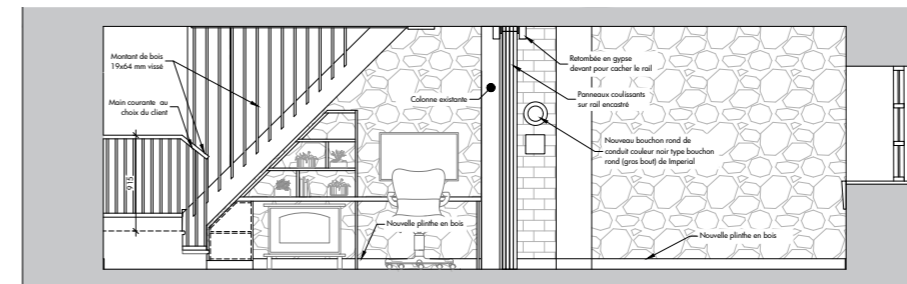 Montant de bois
19x64 mm vissé
Main courante au
choix du client
915
Colonne existante
Retombée en gypse
devant pour cacher le rail
Panneaux coulissants
sur rail encastré
Nouveau bouchon rond de
conduit couleur noir type bouchon
rond (gros bout) de Imperial
Nouvelle plinthe en bois
Nouvelle plinthe en bois